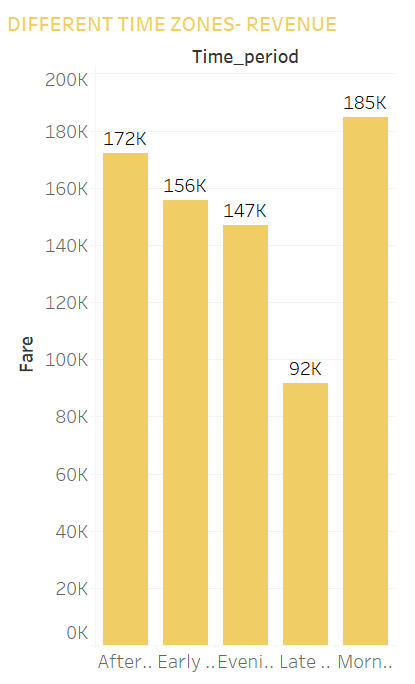 DIFFERENT TIME ZONES- REVENUE
Time_period
200K
180K
160K
140K
120K
100K
80K
60K
40K
20K
0K
Fare
172K
156K
147K
92K
185K
After.. Early .. Eveni.. Late .. Morn..